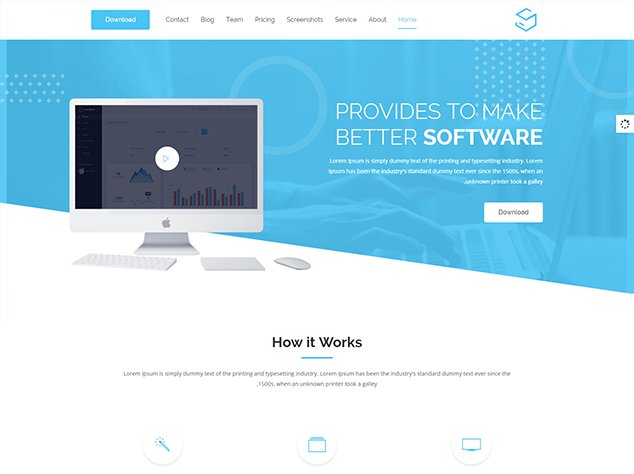 Download Contact Blog Team Pricing Screenshots Service About Home
PROVIDES TO MAKE
BETTER SOFTWARE
Lorem Ipsum is simply dummy text of the printing and typesetting industry. Lorem
Ipsum has been the industry's standard dummy text ever since the 1500s, when an
.unknown printer took a galley
Download
How it Works
Lorem Ipsum is simply dummy text of the printing and typesetting industry. Lorem Ipsum has been the industry's standard dummy text ever since the
.1500s, when an unknown printer took a galley